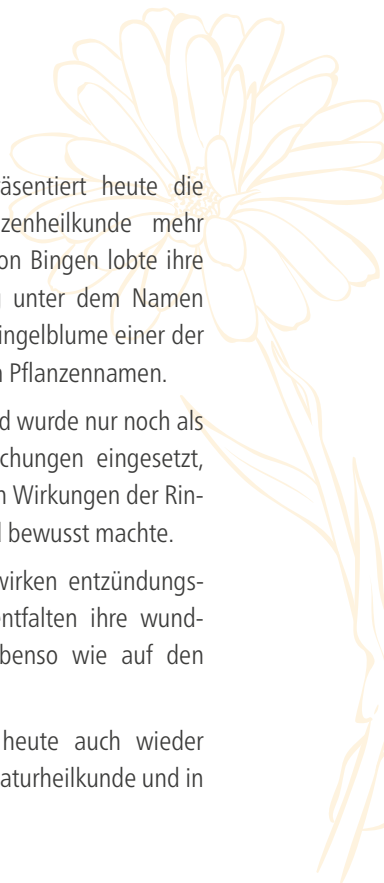 äsentiert heute die
zenheilkunde mehr
on Bingen lobte ihre
unter dem Namen
ingelblume einer der
Pflanzennamen.
d wurde nur noch als
chungen eingesetzt,
n Wirkungen der Rin-
bewusst machte.
wirken entzündungs-
entfalten ihre wund-
benso wie auf den
heute auch wieder
aturheilkunde und in